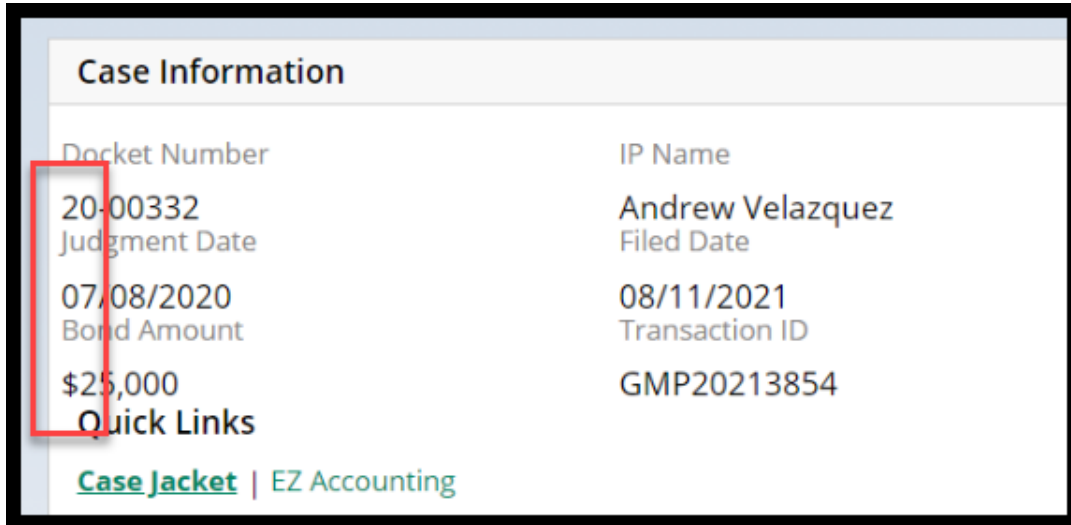 Case Information
Docket Number IP Name
20-00332 Andrew Velazquez
Judgment Date Filed Date
07/08/2020 08/11/2021
Bond Amount Transaction ID
$25,000 GMP20213854
Quick Links
Case Jacket | EZ Accounting